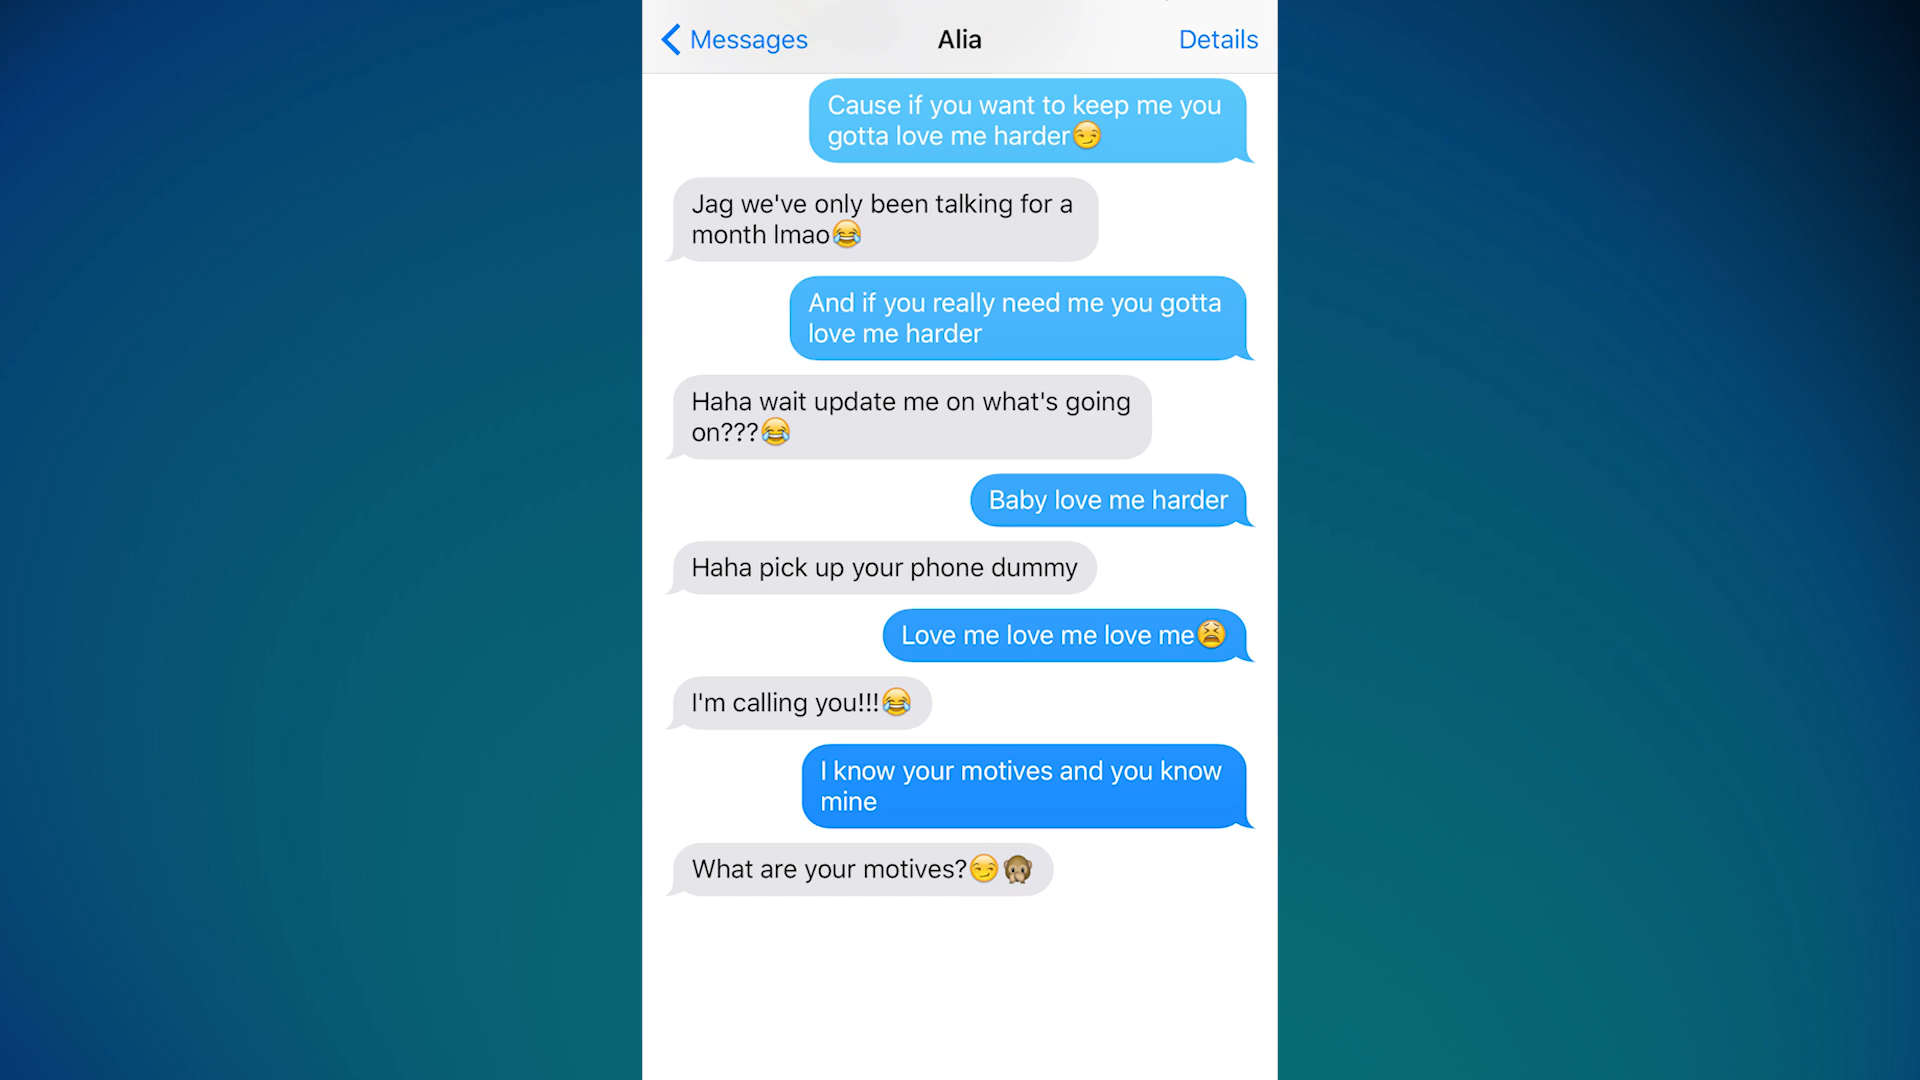 Messages
Alia
Details
Cause if you want to keep me you
gotta love me harder😏
Jag we've only been talking for a
month lmao😂
And if you really need me you gotta
love me harder
Haha wait update me on what's going
on???😂
Baby love me harder
Haha pick up your phone dummy
Love me love me love me😫
I'm calling you!!!😂
I know your motives and you know
mine
What are your motives?😏🙊